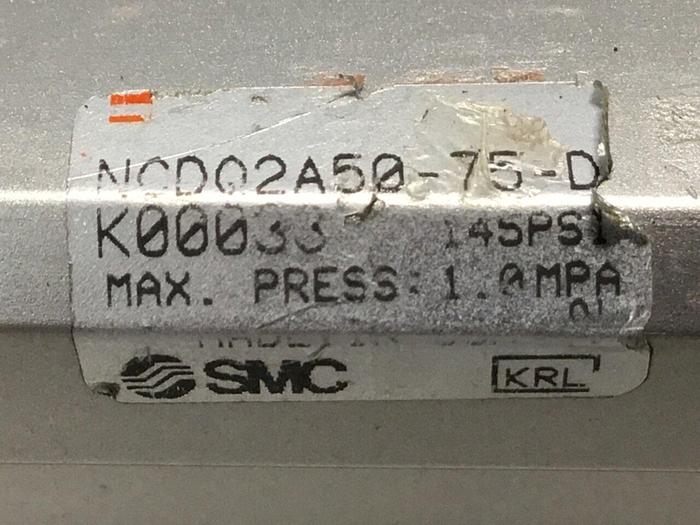 NCDQ2A50-75-D
K00033 145PSI
MAX. PRESS: 1.0MPA
SMC KRL